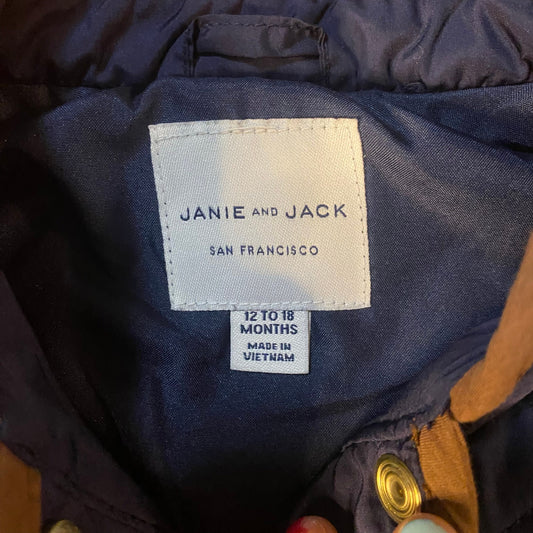 JANIE AND JACK
SAN FRANCISCO
12 TO 18
MONTHS
MADE IN
VIETNAM